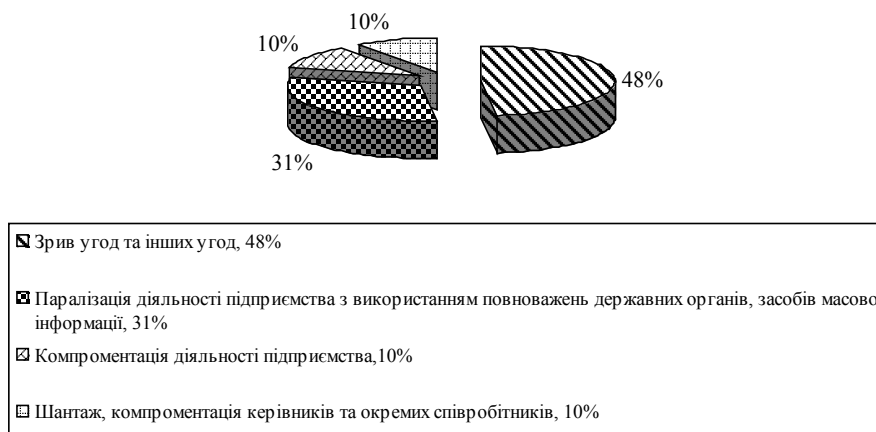 10%
10%
48%
31%
Зрив угод та інших угод, 48%
Паралізація діяльності підприємства з використанням повноважень державних органів, засобів масово
інформації, 31%
Компроментація діяльності підприємства,10%
Шантаж, компроментація керівників та окремих співробітників, 10%